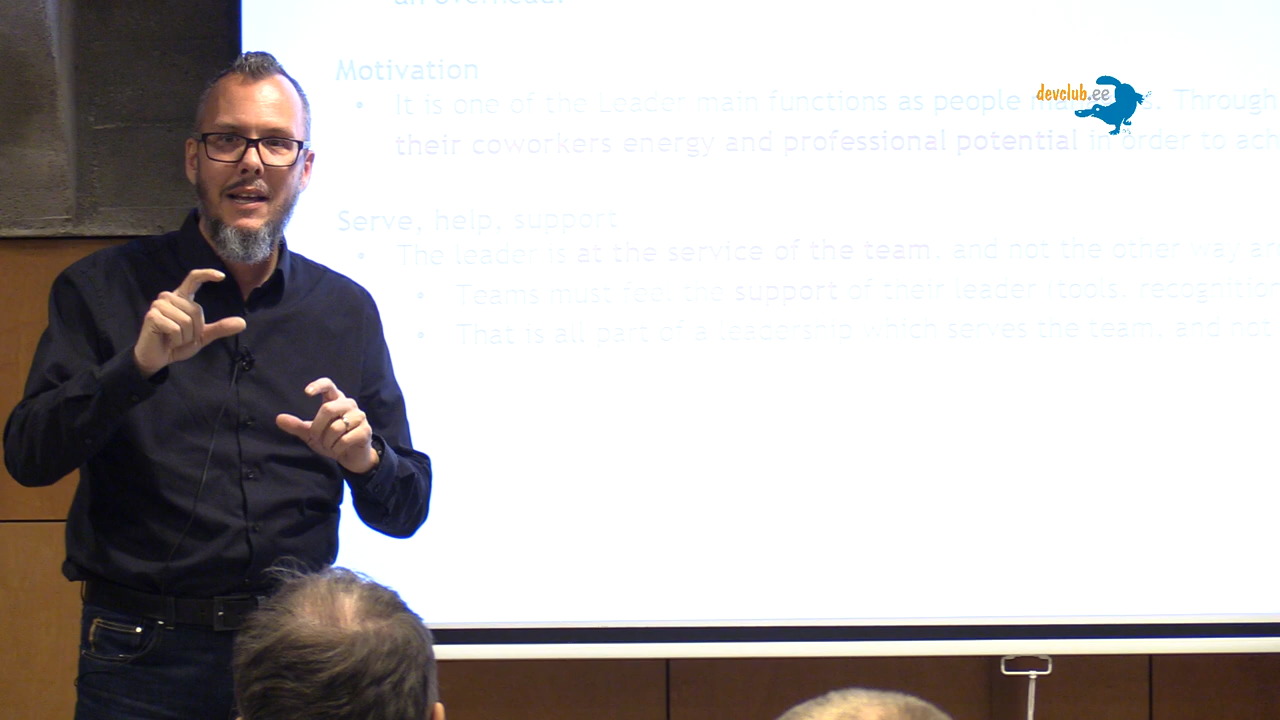 an overhead.
Motivation
• It is one of the Leader main functions as people
devclub.ee
Through
their coworkers energy and professional potential in order to
Serve, help, support
• The leader is at the service of the team, and not the other way
• Teams must feel the support of their leader (tools, recognition
• That is all part of a leadership which serves the team, and not